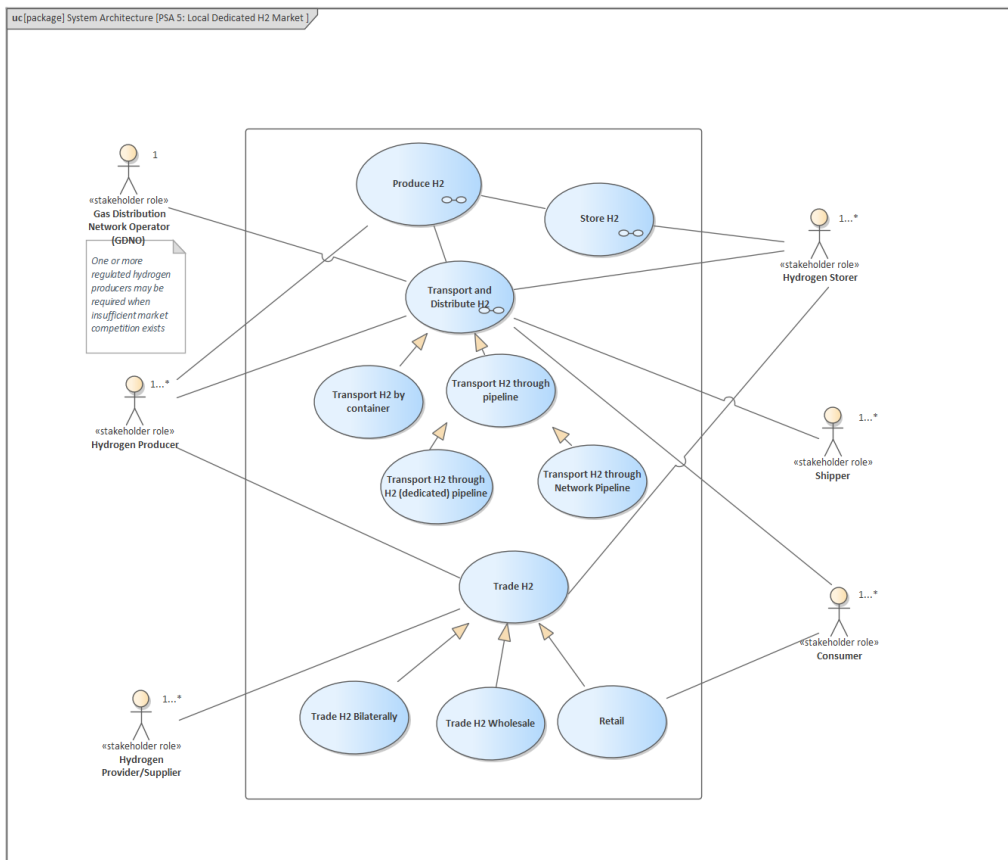 uc [package] System Architecture [PSA 5: Local Dedicated H2 Market ]
1
«stakeholder role»
Gas Distribution
Network Operator
(GDNO)
One or more
regulated hydrogen
producers may be
required when
insufficient market
competition exists
Produce H2
Store H2
1...*
«stakeholder role»
Hydrogen Storer
Transport and
Distribute H2
1...*
«stakeholder role»
Hydrogen Producer
Transport H2 by
container
Transport H2 through
pipeline
1...*
«stakeholder role»
Shipper
Transport H2 through
H2 (dedicated) pipeline
Transport H2 through
Network Pipeline
Trade H2
1...*
«stakeholder role»
Consumer
1...*
«stakeholder role»
Hydrogen
Provider/Supplier
Trade H2 Bilaterally
Trade H2 Wholesale
Retail